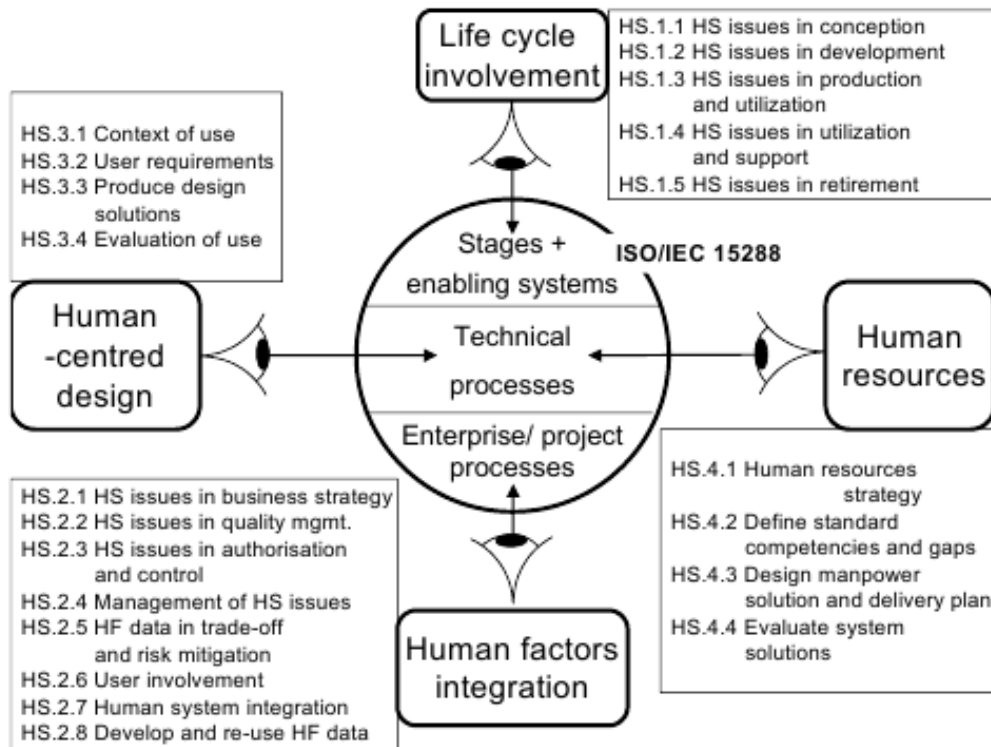 Life cycle
involvement
HS.1.1 HS issues in conception
HS.1.2 HS issues in development
HS.1.3 HS issues in production
and utilization
HS.1.4 HS issues in utilization
and support
HS.1.5 HS issues in retirement
HS.3.1 Context of use
HS.3.2 User requirements
HS.3.3 Produce design
solutions
HS.3.4 Evaluation of use
Stages +
enabling systems
ISO/IEC 15288
Human
-centred
design
Technical
processes
Human
resources
Enterprise/ project
processes
HS.2.1 HS issues in business strategy
HS.2.2 HS issues in quality mgmt.
HS.2.3 HS issues in authorisation
and control
HS.2.4 Management of HS issues
HS.2.5 HF data in trade-off
and risk mitigation
HS.2.6 User involvement
HS.2.7 Human system integration
HS.2.8 Develop and re-use HF data
Human factors
integration
HS.4.1 Human resources
strategy
HS.4.2 Define standard
competencies and gaps
HS.4.3 Design manpower
solution and delivery plan
HS.4.4 Evaluate system
solutions